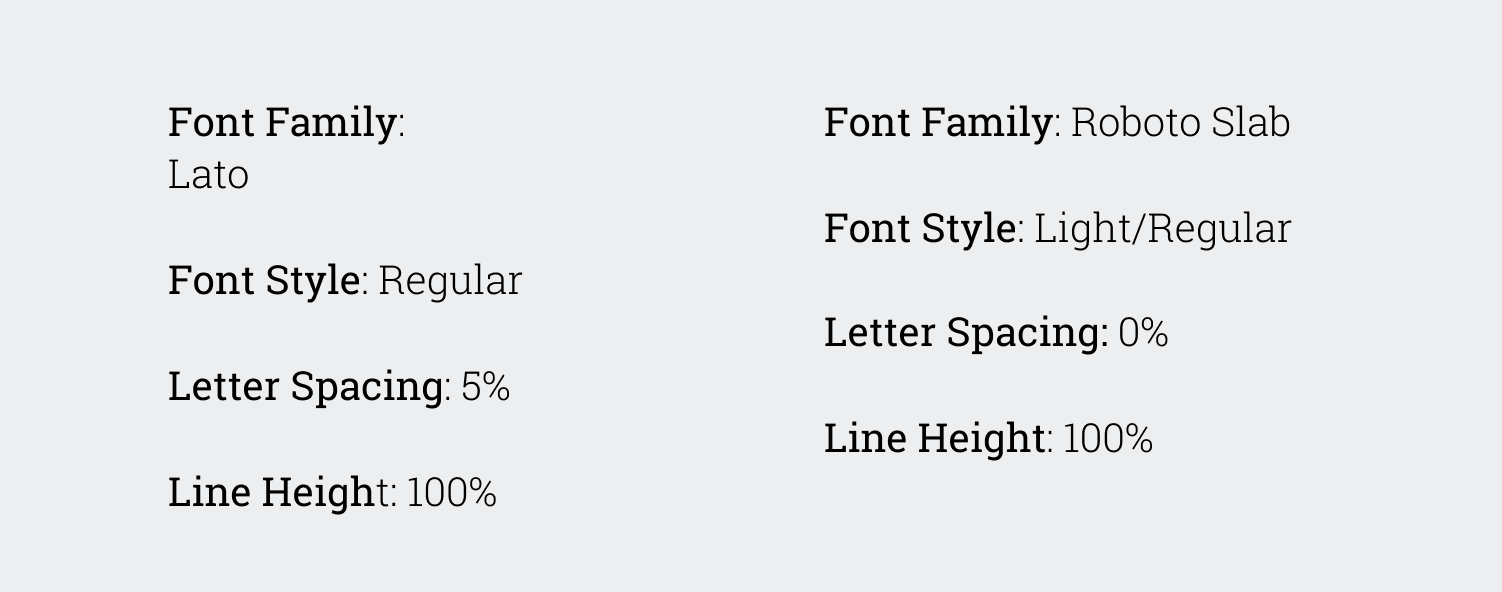 Font Family:
Lato
Font Style: Regular
Letter Spacing: 5%
Line Height: 100%
Font Family: Roboto Slab
Font Style: Light/Regular
Letter Spacing: 0%
Line Height: 100%